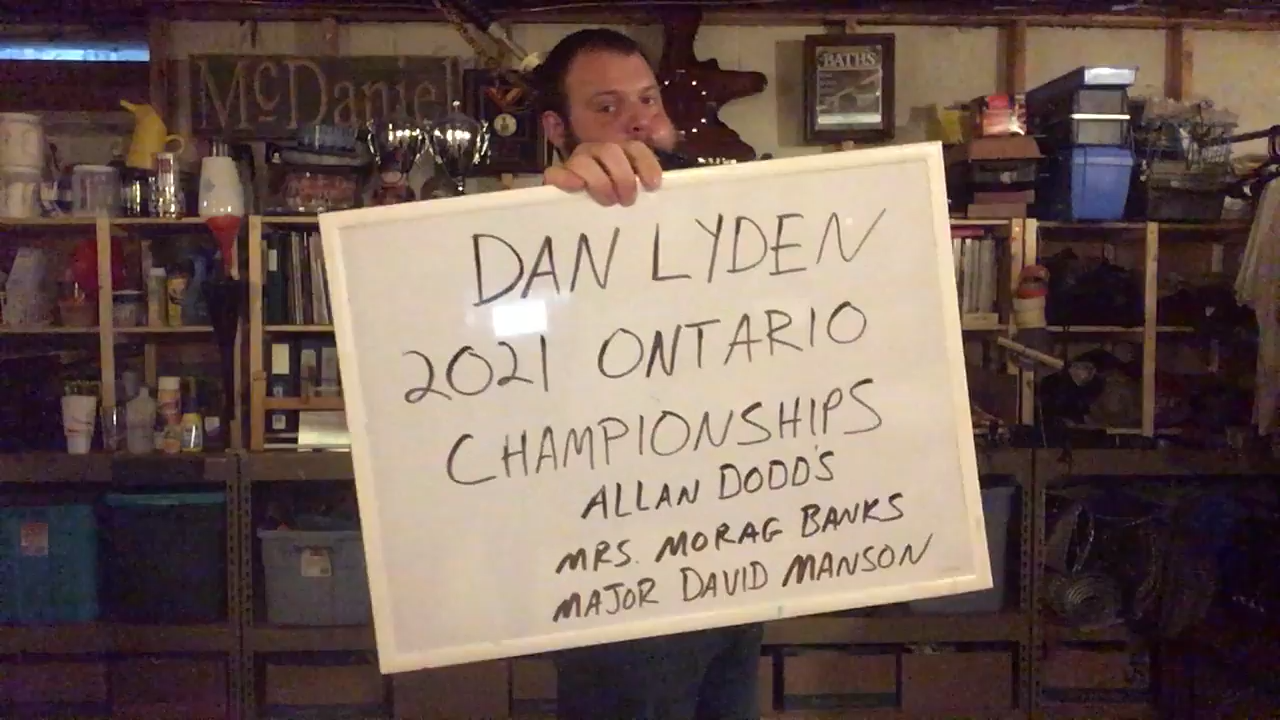 McDaniel
BATHS
DAN LYDEN
2021 ONTARIO
CHAMPIONSHIPS
ALLAN DODD'S
MRS. MORAG BANKS
MAJOR DAVID MANSON